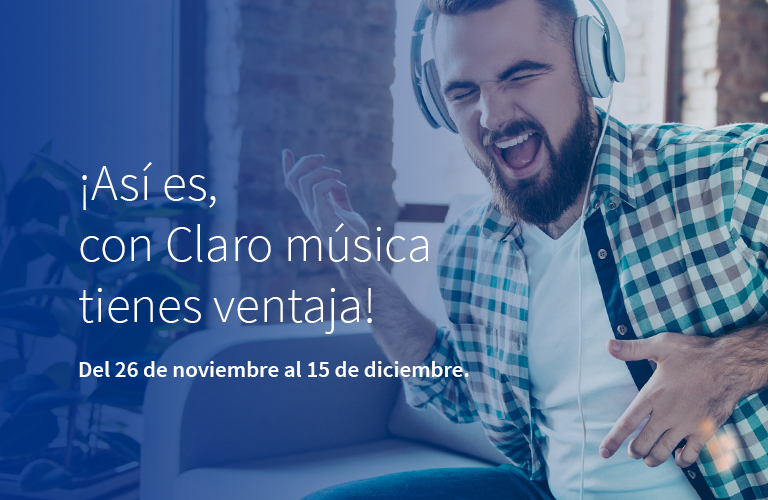 ¡Así es,
con Claro música
tienes ventaja!
Del 26 de noviembre al 15 de diciembre.